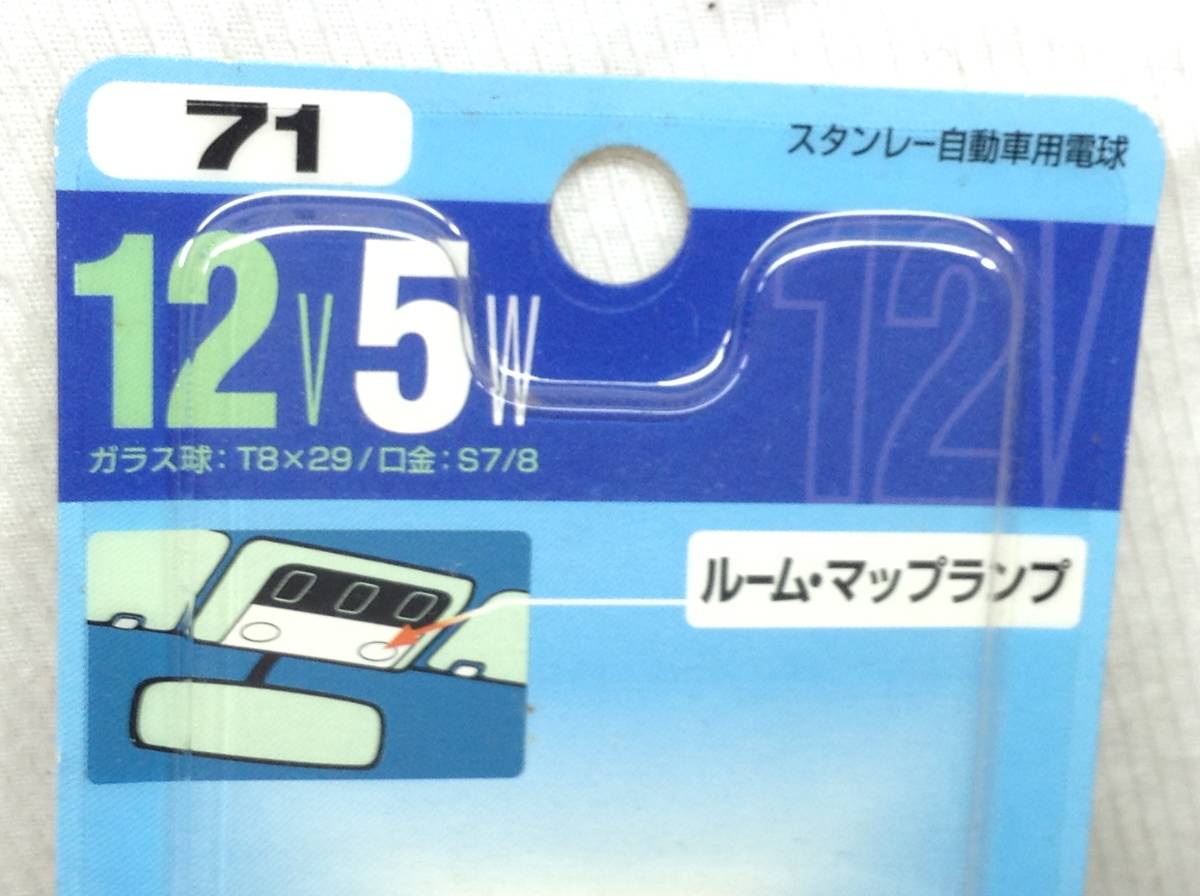 71
スタンレー自動車用電球
12V 5W
12V
ガラス球:T8×29/口金:S7/8
ルーム・マップランプ